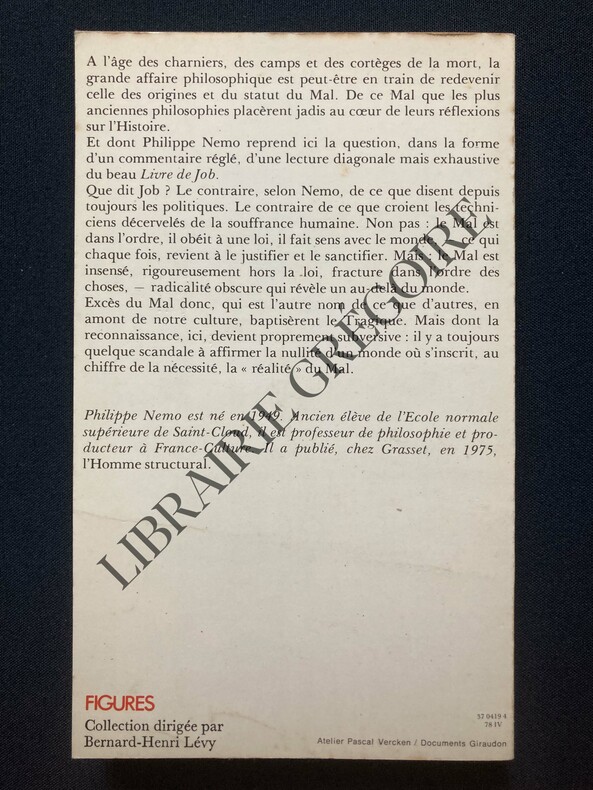 A l'âge des charniers, des camps et des cortèges de la mort, la
grande affaire philosophique est peut-être en train de redevenir
celle des origines et du statut du Mal. De ce Mal que les plus
anciennes philosophies placèrent jadis au cœur de leurs réflexions
sur l'Histoire.
Et dont Philippe Nemo reprend ici la question, dans la forme
d'un commentaire réglé, d'une lecture diagonale mais exhaustive
du beau Livre de Job.
Que dit Job ? Le contraire, selon Nemo, de ce que disent depuis
toujours les politiques. Le contraire de ce que croient les techni-
ciens décervelés de la souffrance humaine. Non pas : le Mal est
dans l'ordre, il obéit à une loi, il fait sens avec le monde, ce qui
chaque fois, revient à le justifier et le sanctifier. Mais : le Mal est
insensé, rigoureusement hors la loi, fracture dans l'ordre des
choses, — radicalité obscure qui révèle un au-delà du monde.
Excès du Mal donc, qui est l'autre nom de ce que d'autres, en
amont de notre culture, baptisèrent le Tragique. Mais dont la
reconnaissance, ici, devient proprement subversive : il y a toujours
quelque scandale à affirmer la nullité d'un monde où s'inscrit, au
chiffre de la nécessité, la « réalité » du Mal.
Philippe Nemo est né en 1949. Ancien élève de l'Ecole normale
supérieure de Saint-Cloud, il est professeur de philosophie et pro-
ducteur à France-Culture. Il a publié, chez Grasset, en 1975,
l'Homme structural.
LIBRAIRIE GREGOIRE
FIGURES
Collection dirigée par
Bernard-Henri Lévy
37 0419 4
78 IV
Atelier Pascal Vercken / Documents Giraudon